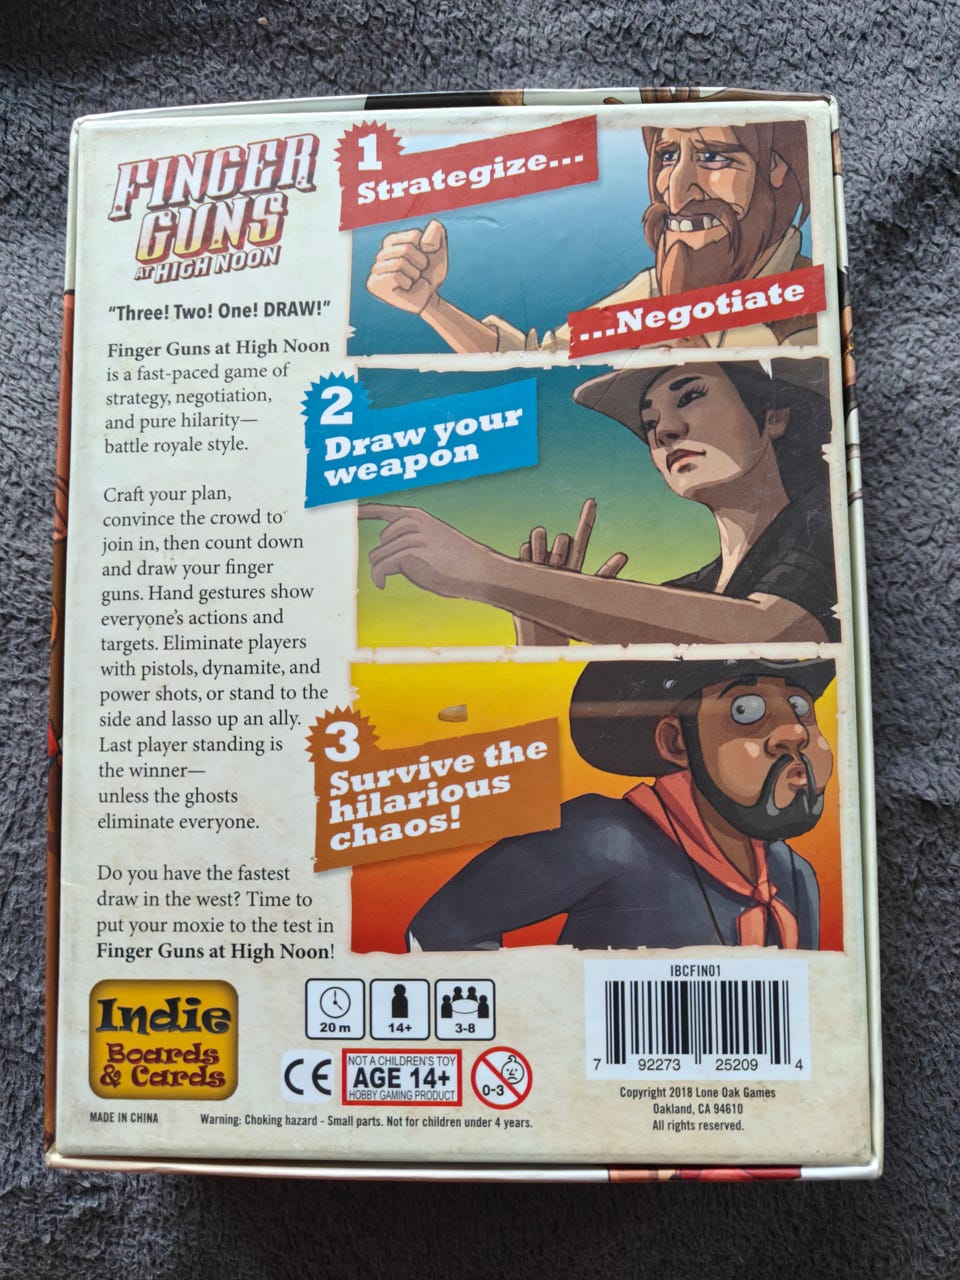 FINGER
GUNS
AT HIGH NOON
"Three! Two! One! DRAW!"
Finger Guns at High Noon
is a fast-paced game of
strategy, negotiation,
and pure hilarity—
battle royale style.
Craft your plan,
convince the crowd to
join in, then count down
and draw your finger
guns. Hand gestures show
everyone's actions and
targets. Eliminate players
with pistols, dynamite, and
power shots, or stand to the
side and lasso up an ally.
Last player standing is
the winner—
unless the ghosts
eliminate everyone.
Do you have the fastest
draw in the west? Time to
put your moxie to the test in
Finger Guns at High Noon!
1
Strategize...
...Negotiate
2
Draw your
weapon
3
Survive the
hilarious
chaos!
Indie
Boards
& Cards
20 m
14+
3-8
CE
NOT A CHILDREN'S TOY
AGE 14+
HOBBY GAMING PRODUCT
0-3
MADE IN CHINA
Warning: Choking hazard - Small parts. Not for children under 4 years.
IBCFIN01
7 92273 25209 4
Copyright 2018 Lone Oak Games
Oakland, CA 94610
All rights reserved.